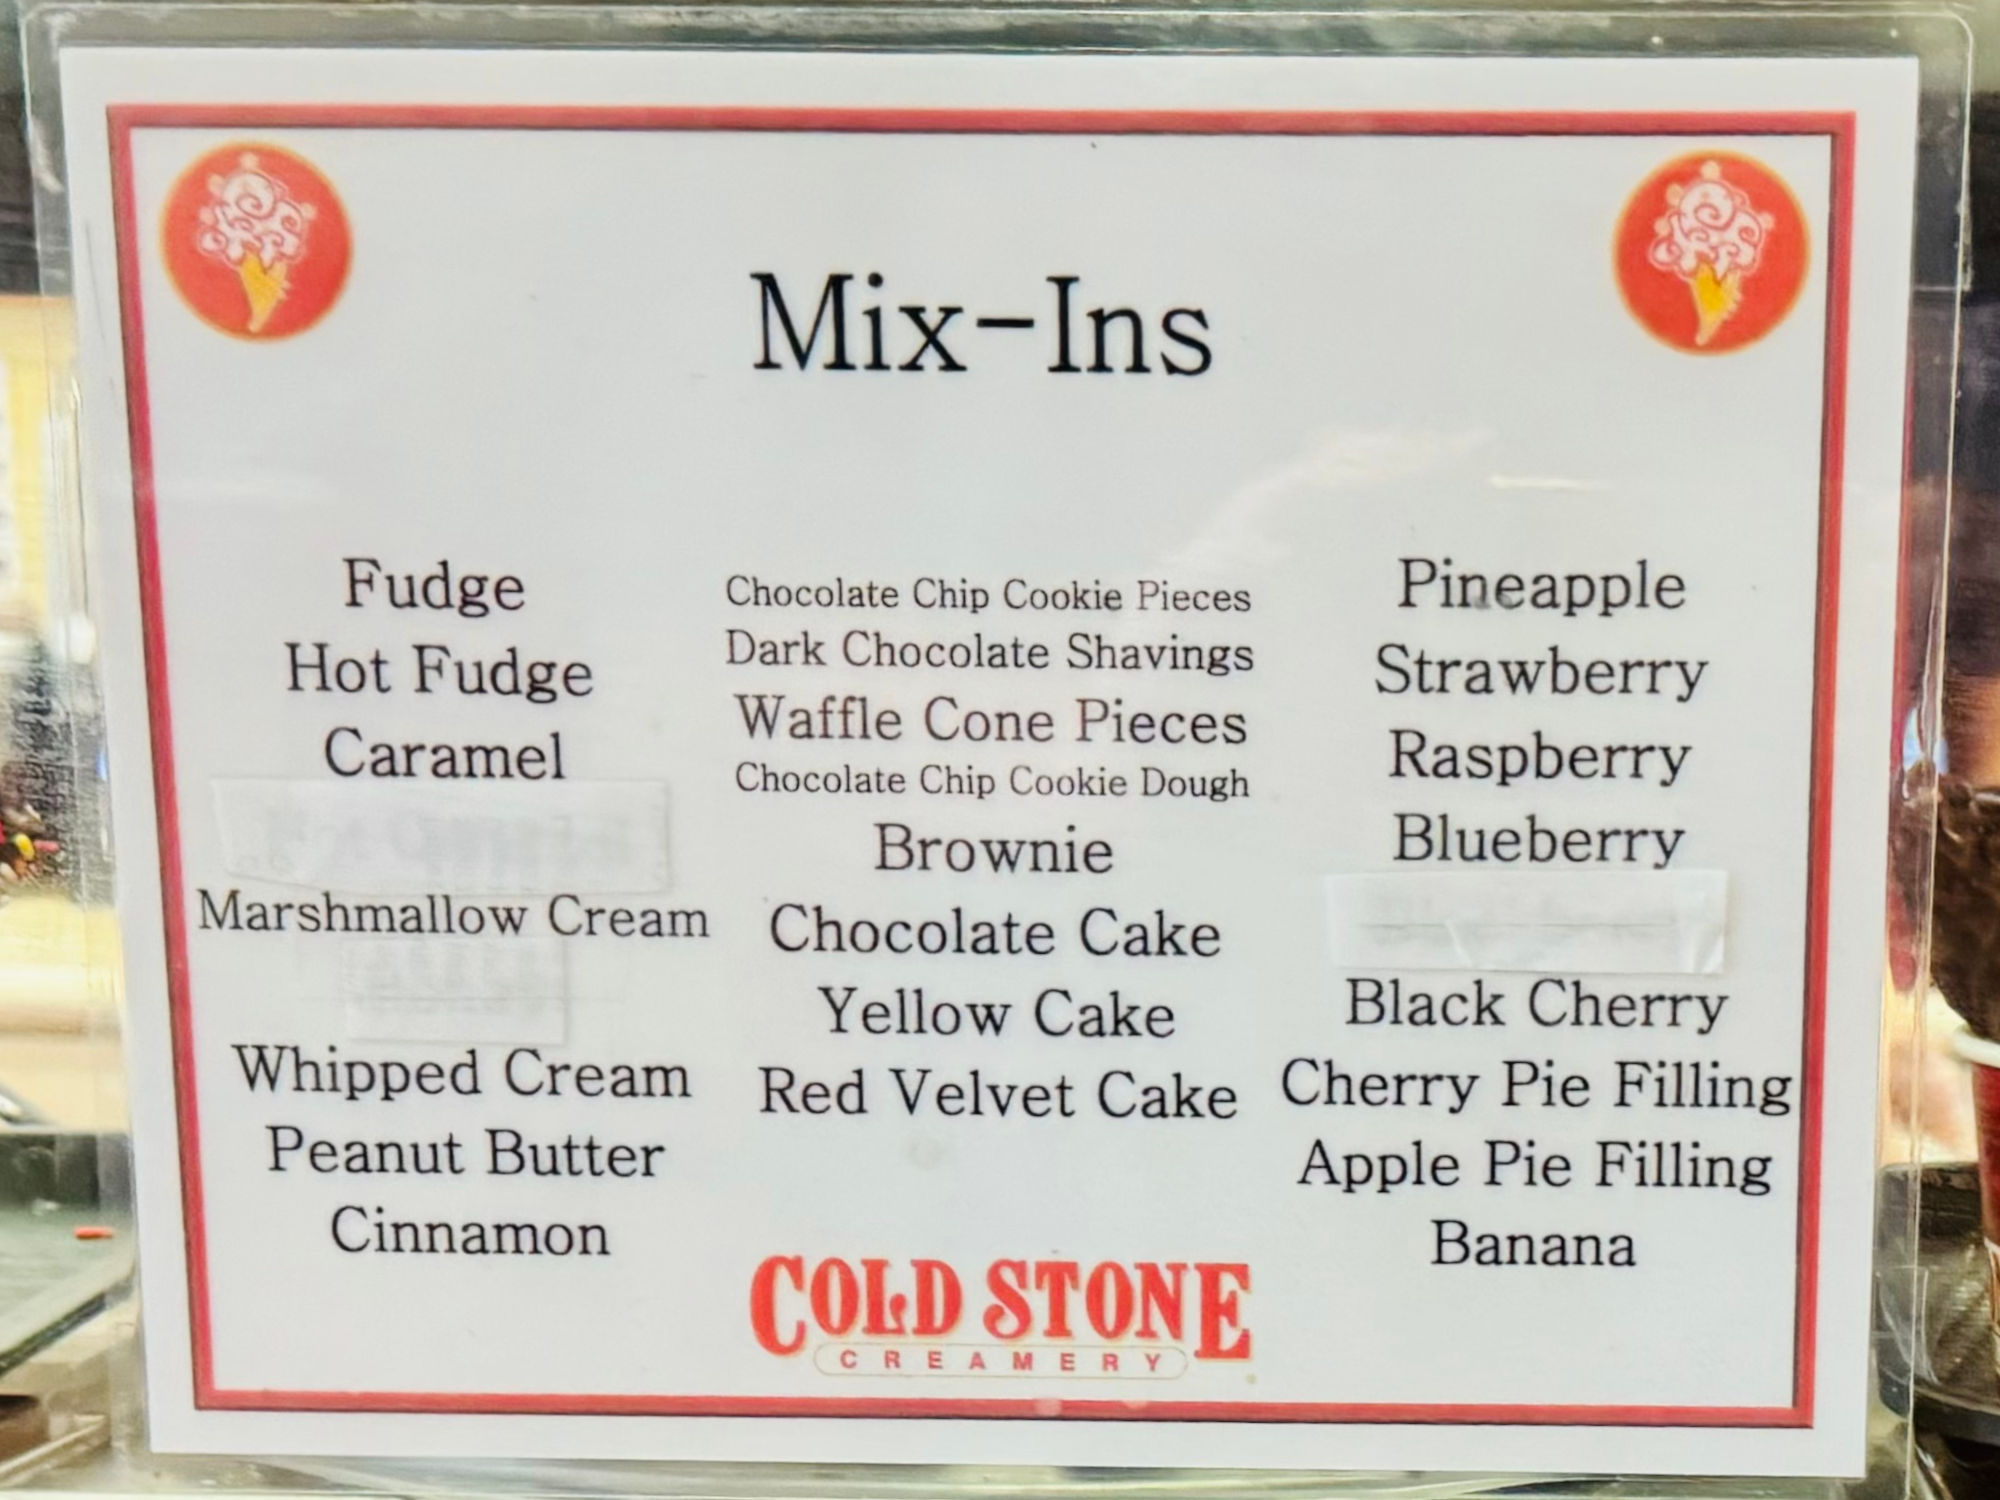 Mix-Ins
Fudge
Hot Fudge
Caramel
Marshmallow Cream
Whipped Cream
Peanut Butter
Cinnamon
Chocolate Chip Cookie Pieces
Dark Chocolate Shavings
Waffle Cone Pieces
Chocolate Chip Cookie Dough
Brownie
Chocolate Cake
Yellow Cake
Red Velvet Cake
Pineapple
Strawberry
Raspberry
Blueberry
Black Cherry
Cherry Pie Filling
Apple Pie Filling
Banana
COLD STONE
CREAMERY